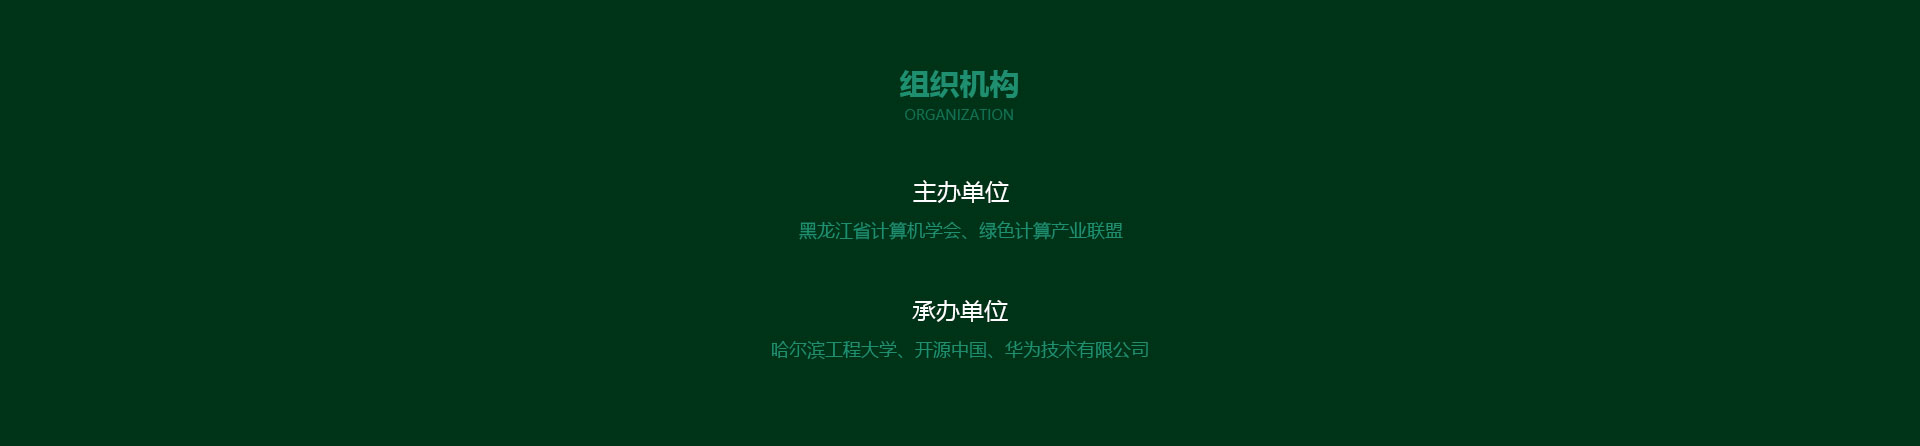 组织机构
ORGANIZATION
主办单位
黑龙江省计算机学会、绿色计算产业联盟
承办单位
哈尔滨工程大学、开源中国、华为技术有限公司